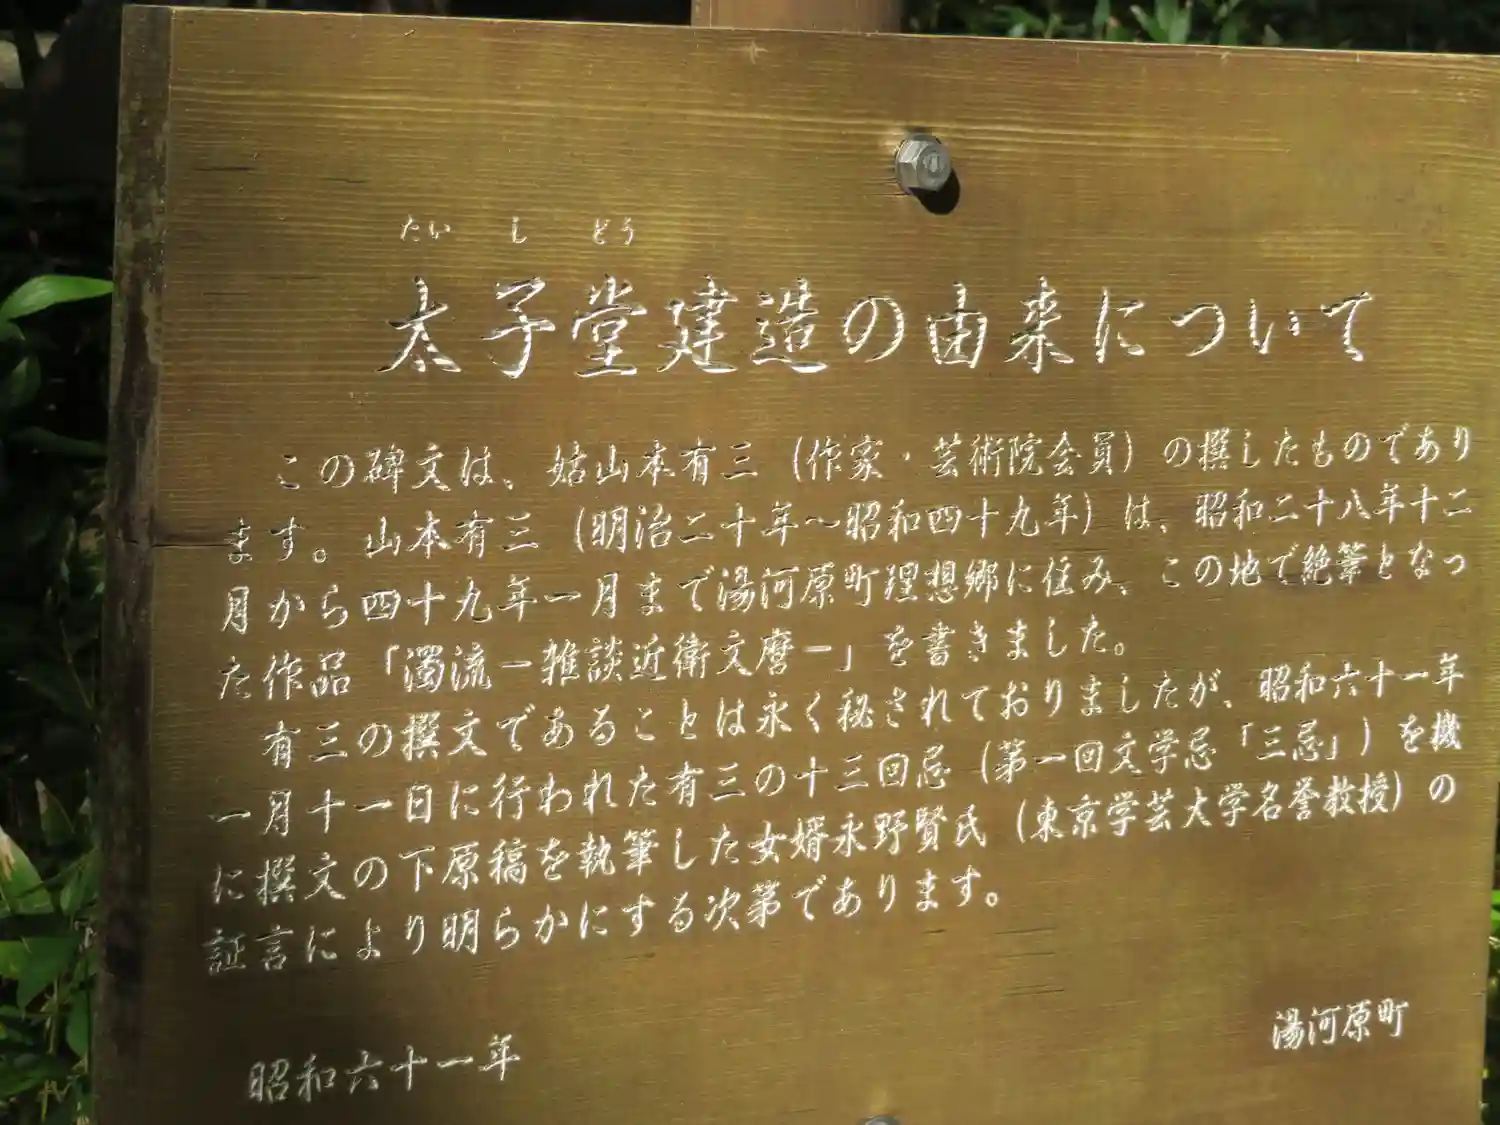 たいしどう
太子堂建造の由来について
この碑文は、故山本有三（作家・芸術院会員）の撰したものであり
ます。山本有三（明治二十年～昭和四十九年）は、昭和二十八年十二
月から四十九年一月まで湯河原町理想郷に住み、この地で絶筆となっ
た作品「濁流－雑談近衛文麿－」を書きました。
有三の撰文であることは永く秘されておりましたが、昭和六十一年
一月十一日に行われた有三の十三回忌（第一回文学忌「三忌」）を機
に撰文の下原稿を執筆した女婿永野賢氏（東京学芸大学名誉教授）の
証言により明らかにする次第であります。
湯河原町
昭和六十一年